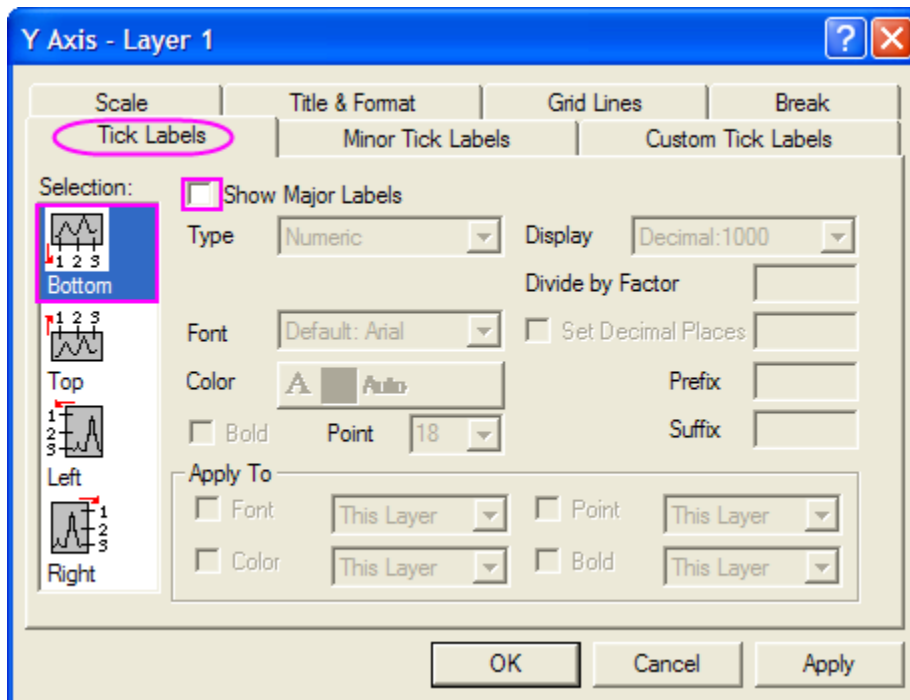 Y Axis - Layer 1
Scale Title & Format Grid Lines Break
Tick Labels Minor Tick Labels Custom Tick Labels
Selection:
1 2 3
Bottom
1 2 3
Top
1
2
3
Left
1
2
3
Right
Show Major Labels
Type Numeric Display Decimal:1000
Divide by Factor
Font Default: Arial Set Decimal Places
Color A Auto Prefix
Bold Point 18 Suffix
Apply To
Font This Layer Point This Layer
Color This Layer Bold This Layer
OK Cancel Apply